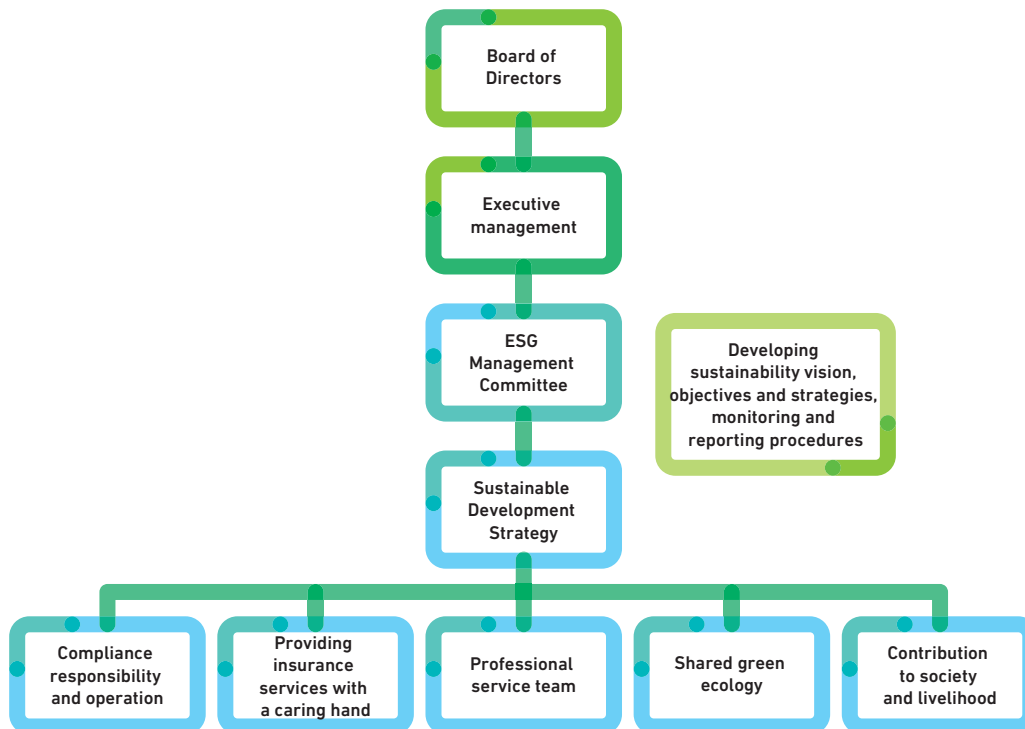 Board of
Directors
Executive
management
ESG
Management
Committee
Developing
sustainability vision,
objectives and strategies,
monitoring and
reporting procedures
Sustainable
Development
Strategy
Compliance
responsibility
and operation
Providing
insurance
services with
a caring hand
Professional
service team
Shared green
ecology
Contribution
to society
and livelihood